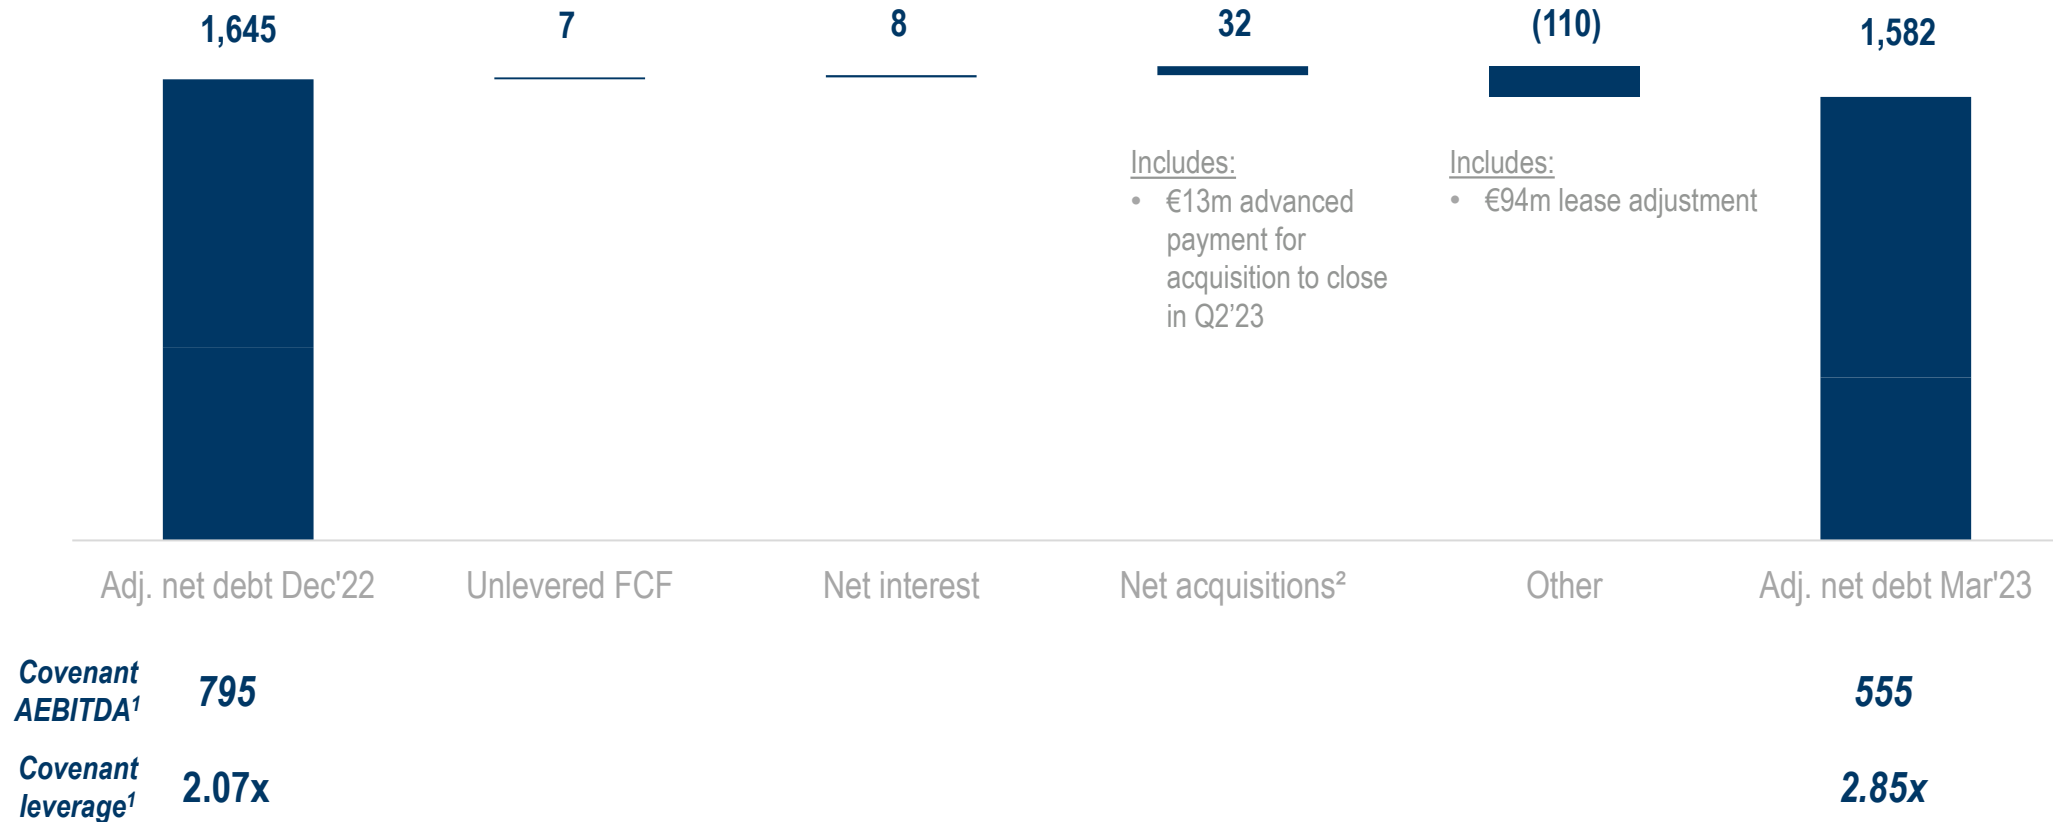 1,645
7
8
32
(110)
1,582
Includes:
• €13m advanced
payment for
acquisition to close
in Q2’23
Includes:
• €94m lease adjustment
Adj. net debt Dec'22
Unlevered FCF
Net interest
Net acquisitions²
Other
Adj. net debt Mar'23
Covenant
AEBITDA¹
795
555
Covenant
leverage¹
2.07x
2.85x